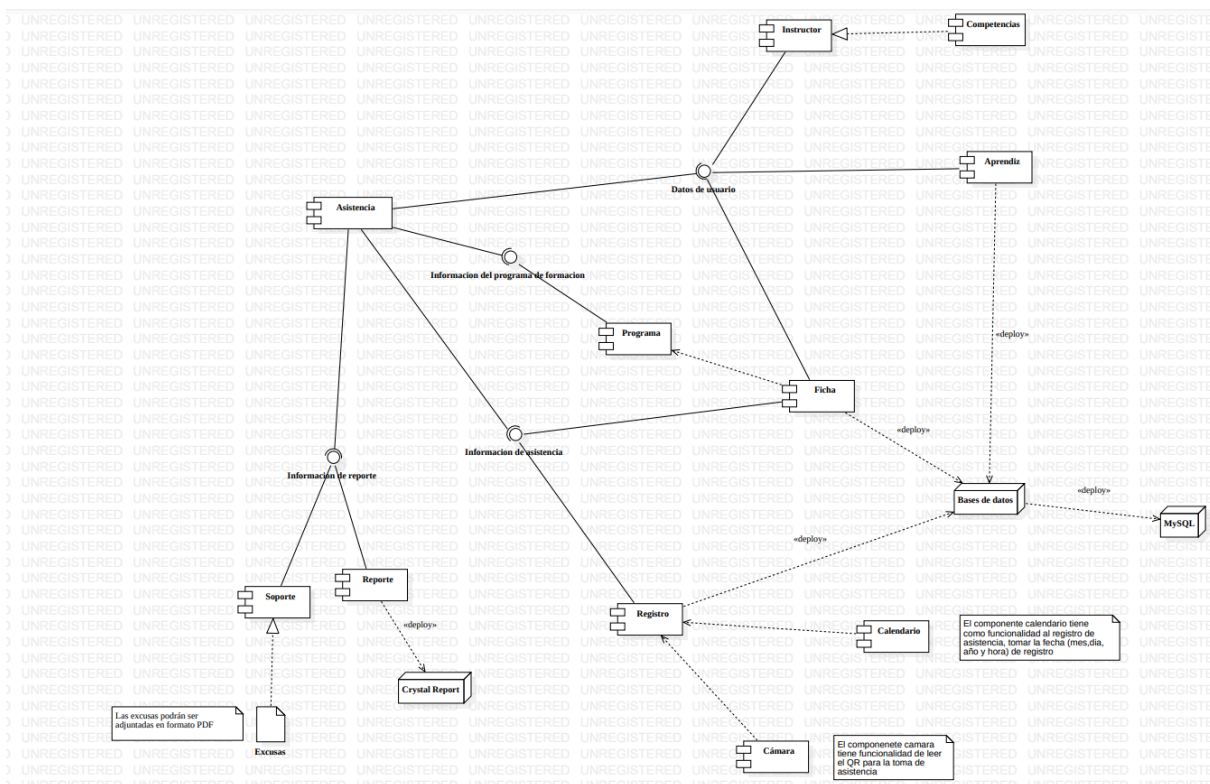 Instructor
Competencias
Aprendiz
Datos de usuario
Asistencia
Informacion del programa de formacion
Programa
«deploy»
Ficha
«deploy»
Informacion de asistencia
Informacion de reporte
Bases de datos
«deploy»
MySQL
«deploy»
Soporte
Reporte
Registro
«deploy»
Calendario
El componente calendario tiene
como funcionalidad al registro de
asistencia, tomar la fecha (mes,dia,
año y hora) de registro
Crystal Report
Las excusas podrán ser
adjuntadas en formato PDF
Excusas
Cámara
El componenete camara
tiene funcionalidad de leer
el QR para la toma de
asistencia
UNREGISTERED